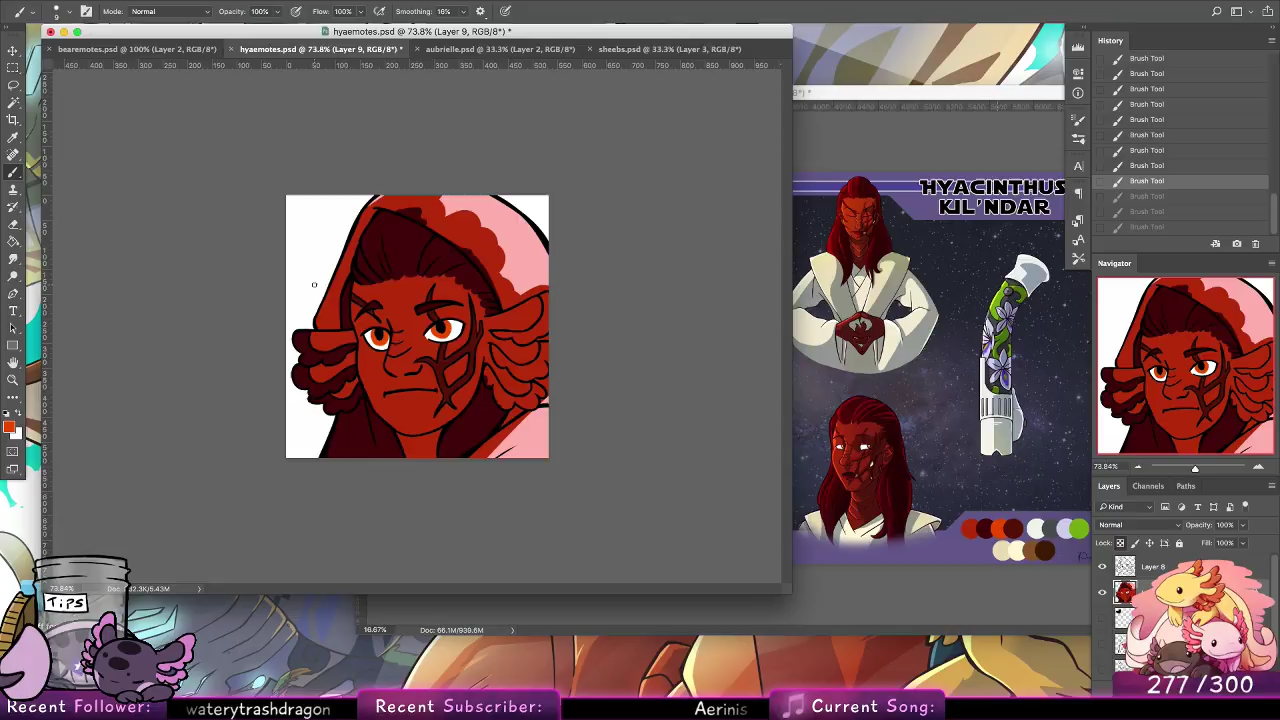 Mode: Normal Opacity: 100% Flow: 100% Smoothing: 16%
hyaemotes.psd @ 73.8% (Layer 9, RGB/8*) *
bearemotes.psd @ 100% (Layer 2, RGB/8*)
hyaemotes.psd @ 73.8% (Layer 9, RGB/8*) *
aubrielle.psd @ 33.3% (Layer 2, RGB/8*)
sheebs.psd @ 33.3% (Layer 3, RGB/8*)
History
Brush Tool
Brush Tool
Brush Tool
Brush Tool
Brush Tool
Brush Tool
Brush Tool
Brush Tool
Brush Tool
Brush Tool
Brush Tool
Brush Tool
HYACINTHUS
KIL'NDAR
Navigator
73.84%
Layers Channels Paths
Kind
Normal Opacity: 100%
Lock: Fill: 100%
Layer 8
73.84%
16.67% Doc: 66.1M/939.6M
TiPS
277/300
Recent Follower: waterytrashdragon Recent Subscriber: Aerinis Current Song: